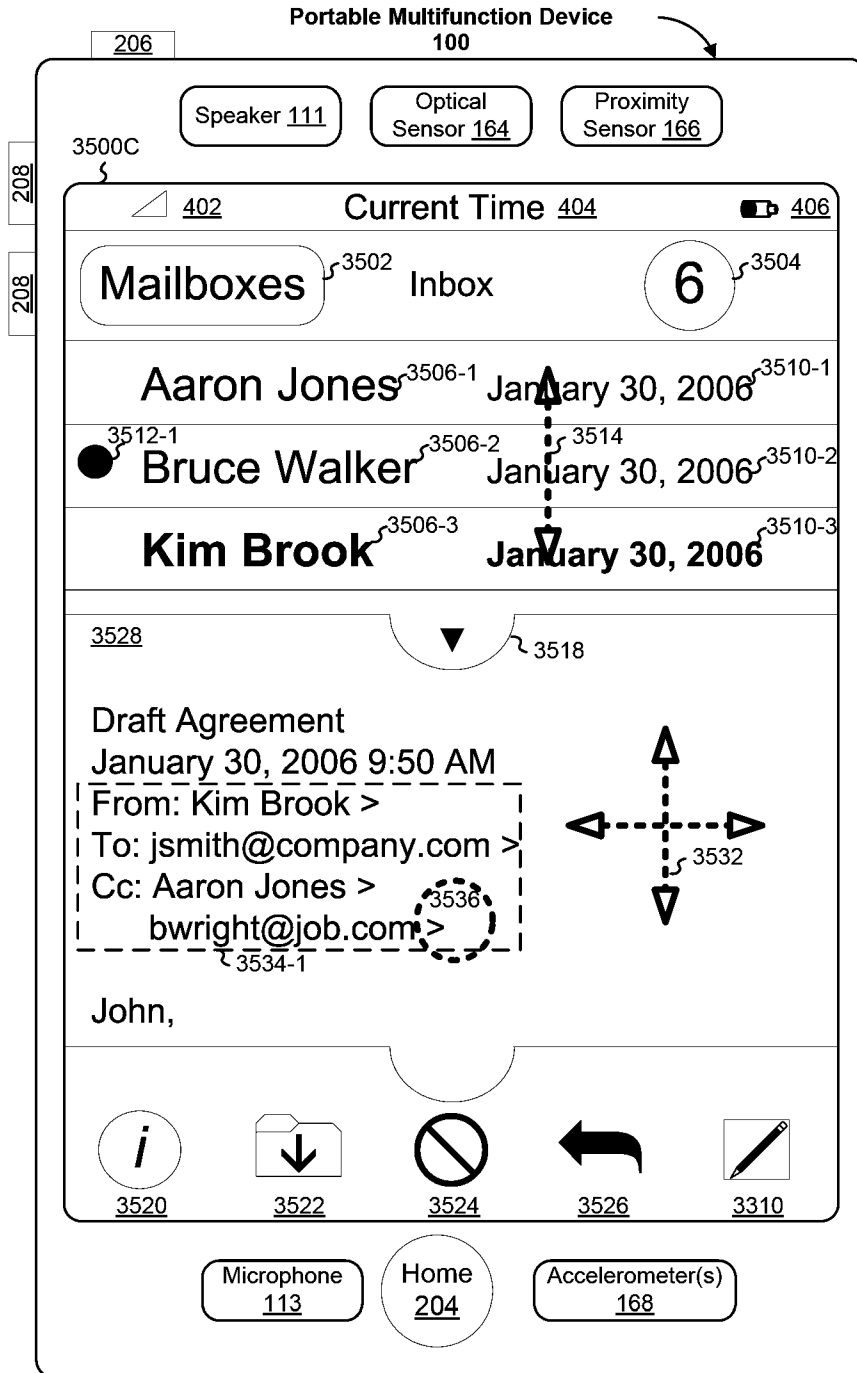 Portable Multifunction Device
100
206
Speaker 111
Optical
Sensor 164
Proximity
Sensor 166
3500C
208
208
402
Current Time 404
406
Mailboxes
3502
Inbox
6
3504
Aaron Jones
3506-1
January 30, 2006
3510-1
3512-1
Bruce Walker
3506-2
January 30, 2006
3514
3510-2
Kim Brook
3506-3
January 30, 2006
3510-3
3528
3518
Draft Agreement
January 30, 2006 9:50 AM
From: Kim Brook >
To: jsmith@company.com >
Cc: Aaron Jones >
bwright@job.com >
3536
3532
3534-1
John,
i
3520
3522
3524
3526
3310
Microphone
113
Home
204
Accelerometer(s)
168